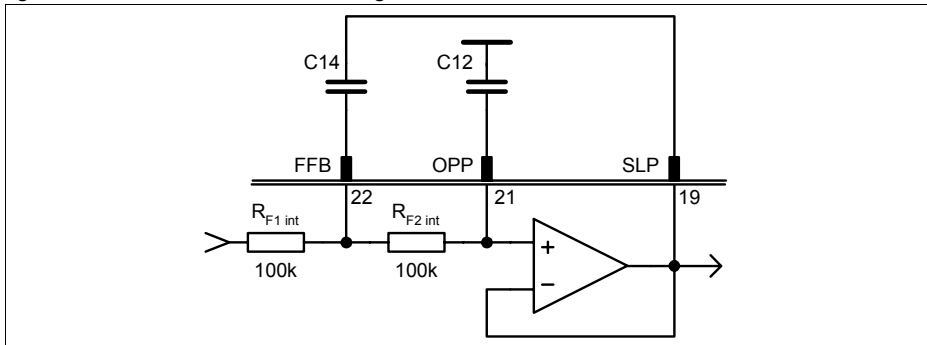 C14
C12
FFB
OPP
SLP
22
21
19
RF1 int
RF2 int
100k
100k
+
−